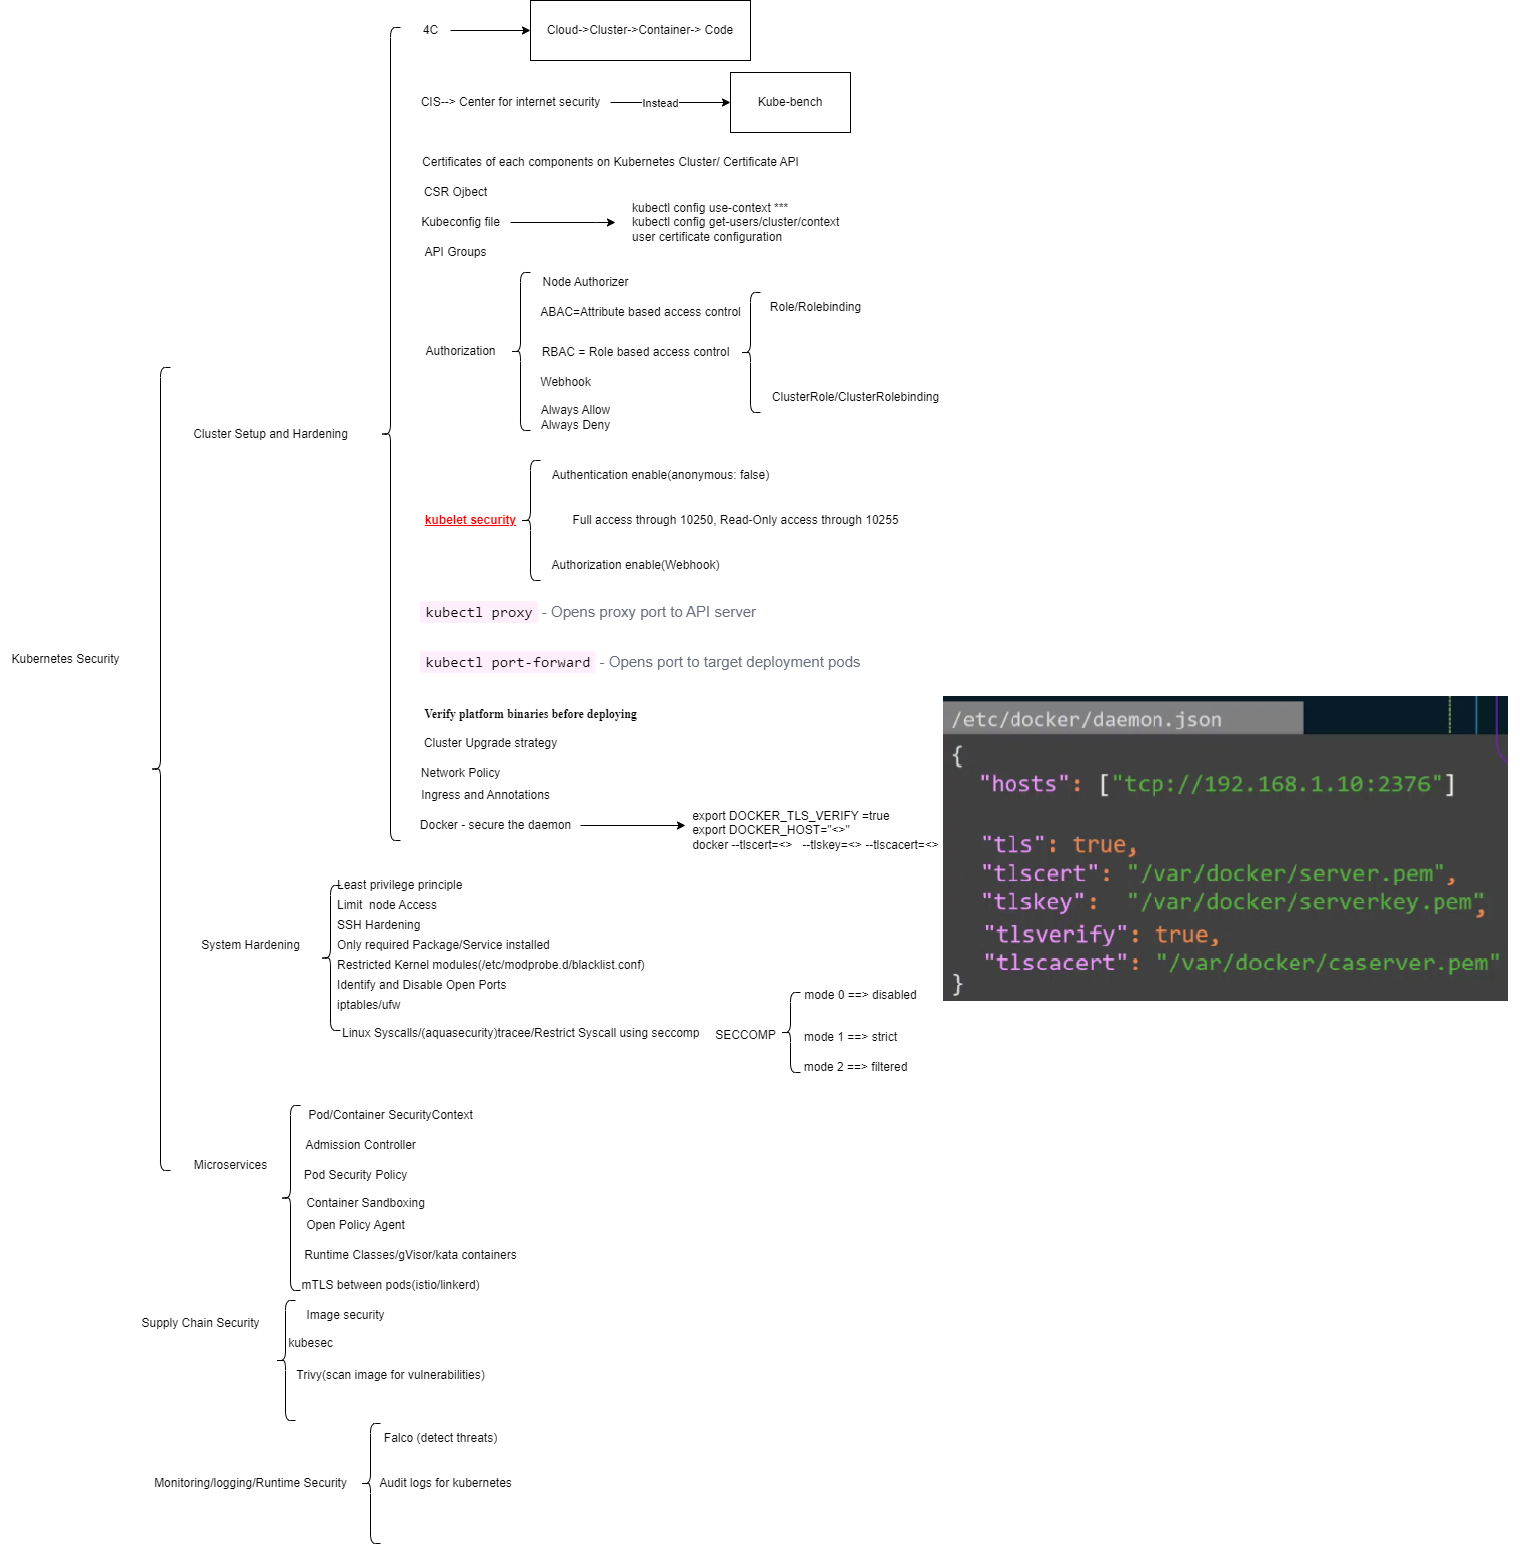 4C
Cloud->Cluster->Container-> Code
CIS--> Center for internet security
Instead
Kube-bench
Certificates of each components on Kubernetes Cluster/ Certificate API
CSR Ojbect
Kubeconfig file
kubectl config use-context ***
kubectl config get-users/cluster/context
user certificate configuration
API Groups
Authorization
Node Authorizer
ABAC=Attribute based access control
RBAC = Role based access control
Role/Rolebinding
ClusterRole/ClusterRolebinding
Webhook
Always Allow
Always Deny
Cluster Setup and Hardening
kubelet security
Authentication enable(anonymous: false)
Full access through 10250, Read-Only access through 10255
Authorization enable(Webhook)
kubectl proxy - Opens proxy port to API server
kubectl port-forward - Opens port to target deployment pods
Kubernetes Security
Verify platform binaries before deploying
Cluster Upgrade strategy
Network Policy
Ingress and Annotations
Docker - secure the daemon
export DOCKER_TLS_VERIFY =true
export DOCKER_HOST="<>"
docker --tlscert=<> --tlskey=<> --tlscacert=<>
/etc/docker/daemon.json
{
"hosts": ["tcp://192.168.1.10:2376"]
"tls": true,
"tlscert": "/var/docker/server.pem",
"tlskey": "/var/docker/serverkey.pem",
"tlsverify": true,
"tlscacert": "/var/docker/caserver.pem"
}
System Hardening
Least privilege principle
Limit node Access
SSH Hardening
Only required Package/Service installed
Restricted Kernel modules(/etc/modprobe.d/blacklist.conf)
Identify and Disable Open Ports
iptables/ufw
Linux Syscalls/(aquasecurity)tracee/Restrict Syscall using seccomp
SECCOMP
mode 0 ==> disabled
mode 1 ==> strict
mode 2 ==> filtered
Microservices
Pod/Container SecurityContext
Admission Controller
Pod Security Policy
Container Sandboxing
Open Policy Agent
Runtime Classes/gVisor/kata containers
mTLS between pods(istio/linkerd)
Supply Chain Security
Image security
kubesec
Trivy(scan image for vulnerabilities)
Monitoring/logging/Runtime Security
Falco (detect threats)
Audit logs for kubernetes